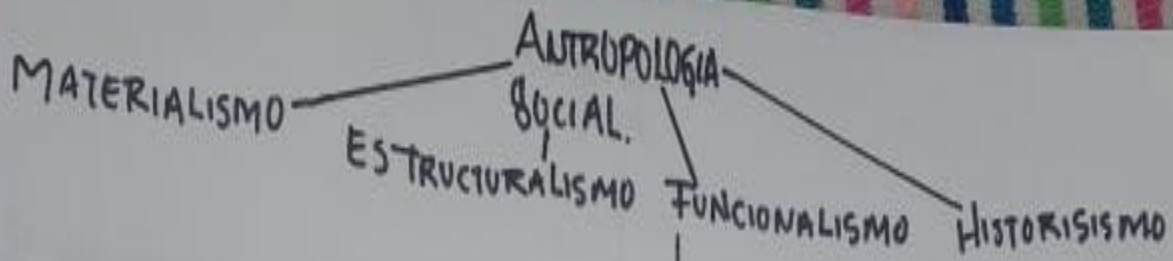 ANTROPOLOGIA
SOCIAL.
MATERIALISMO
ESTRUCTURALISMO
FUNCIONALISMO
HISTORISISMO